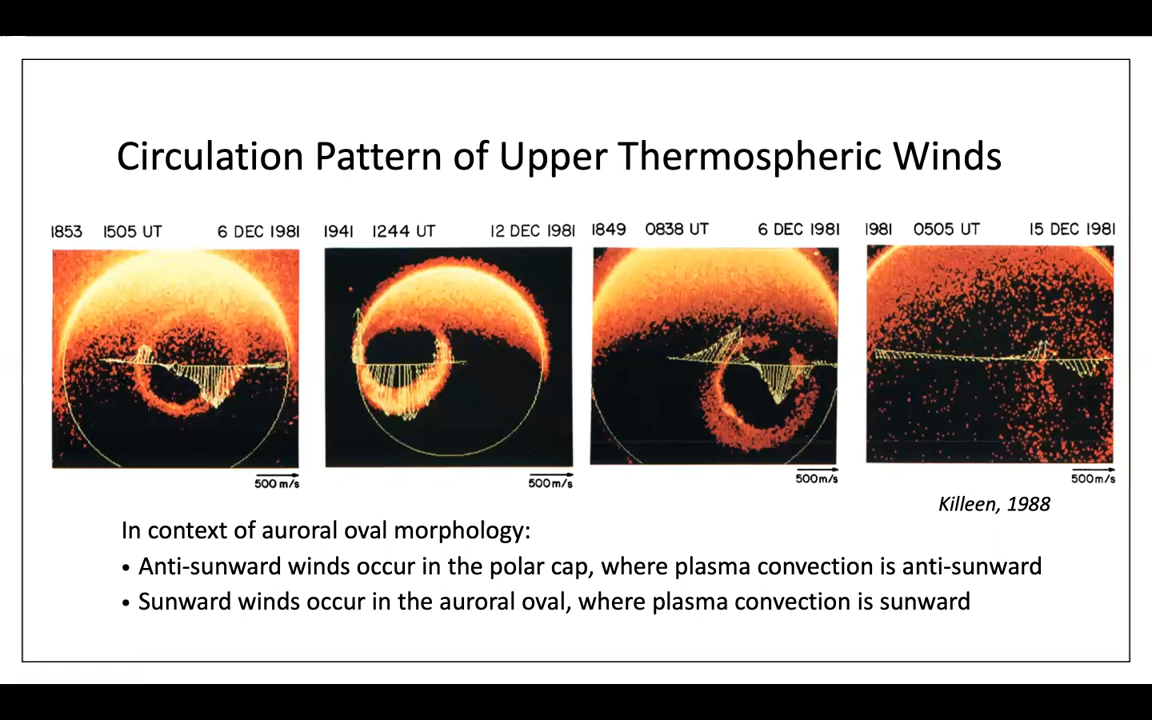 Circulation Pattern of Upper Thermospheric Winds
1853 1505 UT 6 DEC 1981
1941 1244 UT 12 DEC 1981
1849 0838 UT 6 DEC 1981
1981 0505 UT 15 DEC 1981
500 m/s
500 m/s
500 m/s
500 m/s
Killeen, 1988
In context of auroral oval morphology:
• Anti-sunward winds occur in the polar cap, where plasma convection is anti-sunward
• Sunward winds occur in the auroral oval, where plasma convection is sunward